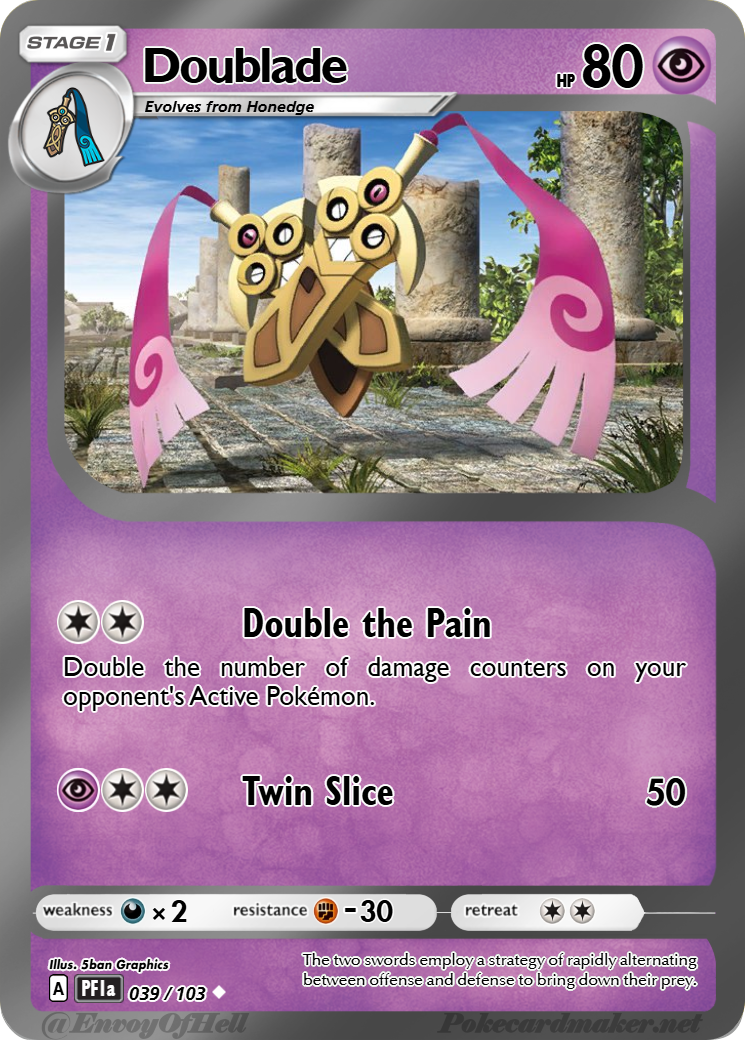 STAGE 1
Doublade
HP 80
Evolves from Honedge
Double the Pain
Double the number of damage counters on your
opponent's Active Pokémon.
Twin Slice 50
weakness × 2 resistance -30 retreat
Illus. 5ban Graphics
The two swords employ a strategy of rapidly alternating
between offense and defense to bring down their prey.
A PFla 039 / 103
@EnvoyOfHell Pokecardmaker.net